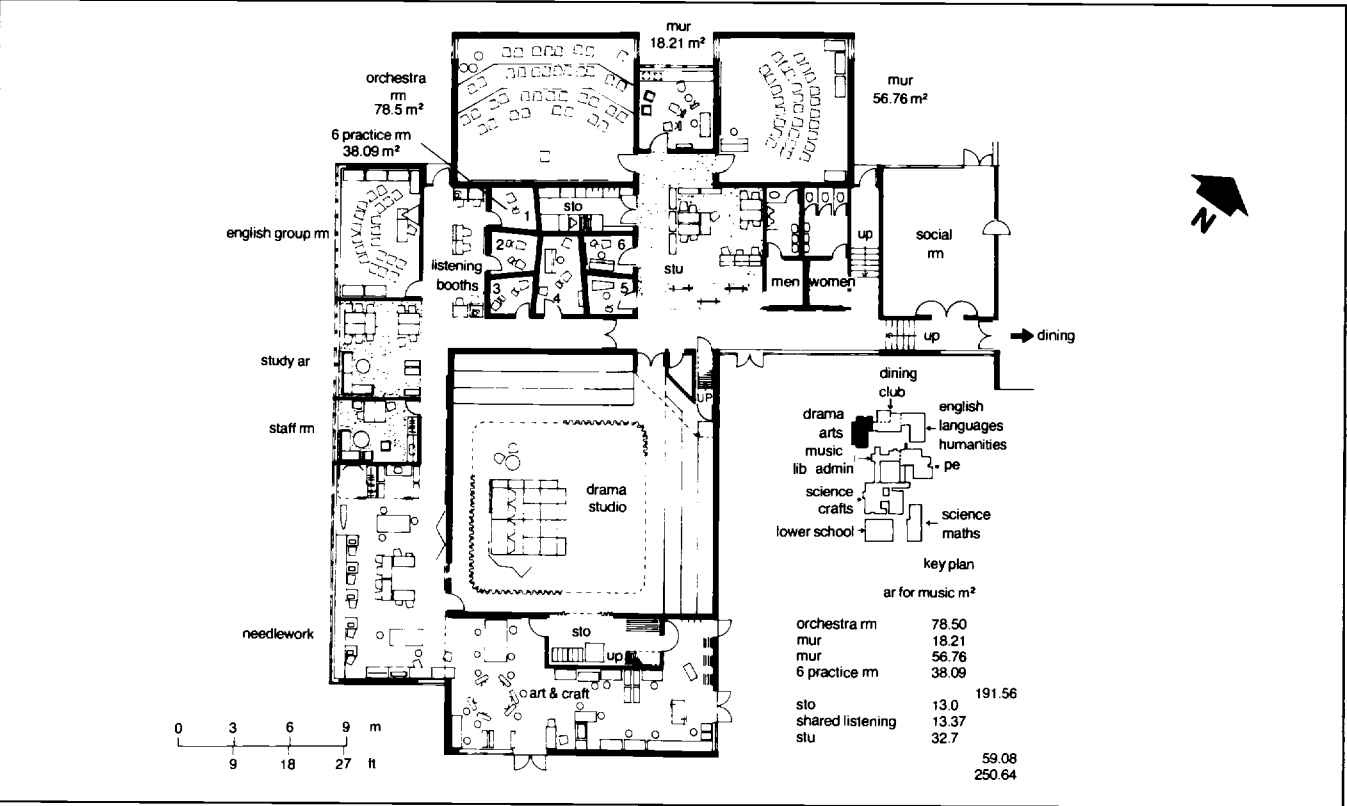 mur
18.21 m²
orchestra
rm
78.5 m²
mur
56.76 m²
6 practice rm
38.09 m²
english group rm
listening
booths
1
2
3
4
5
6
sto
stu
men
women
up
social
rm
up
dining
N
study ar
staff rm
UP
drama
studio
needlework
sto
up
art & craft
dining
club
drama
arts
music
lib admin
science
crafts
lower school
english
languages
humanities
pe
science
maths
key plan
ar for music m²
orchestra rm 78.50
mur 18.21
mur 56.76
6 practice rm 38.09
191.56
sto 13.0
shared listening 13.37
stu 32.7
59.08
250.64
0 3 6 9 m
9 18 27 ft